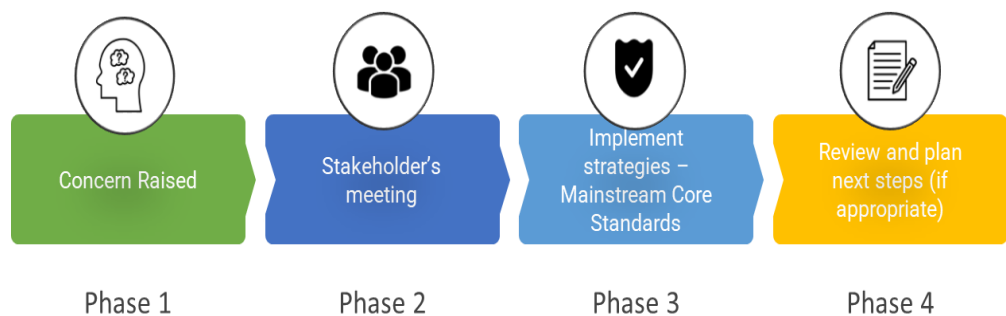 Concern Raised
Stakeholder’s
meeting
Implement
strategies –
Mainstream Core
Standards
Review and plan
next steps (if
appropriate)
Phase 1
Phase 2
Phase 3
Phase 4